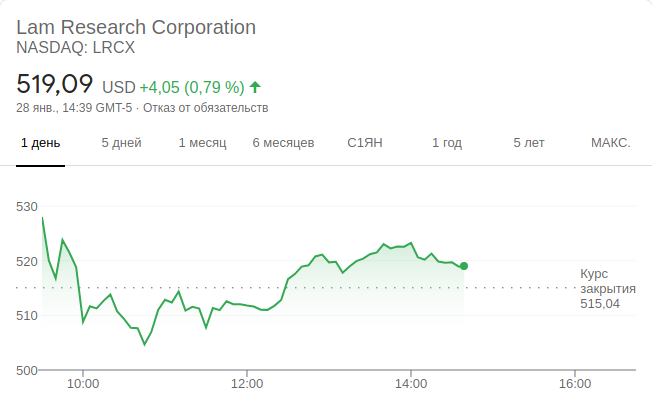 Lam Research Corporation
NASDAQ: LRCX
519,09 USD +4,05 (0,79 %)
28 янв., 14:39 GMT-5 · Отказ от обязательств
1 день 5 дней 1 месяц 6 месяцев С1ЯН 1 год 5 лет МАКС.
530
520
510
500
Курс
закрытия
515,04
10:00 12:00 14:00 16:00